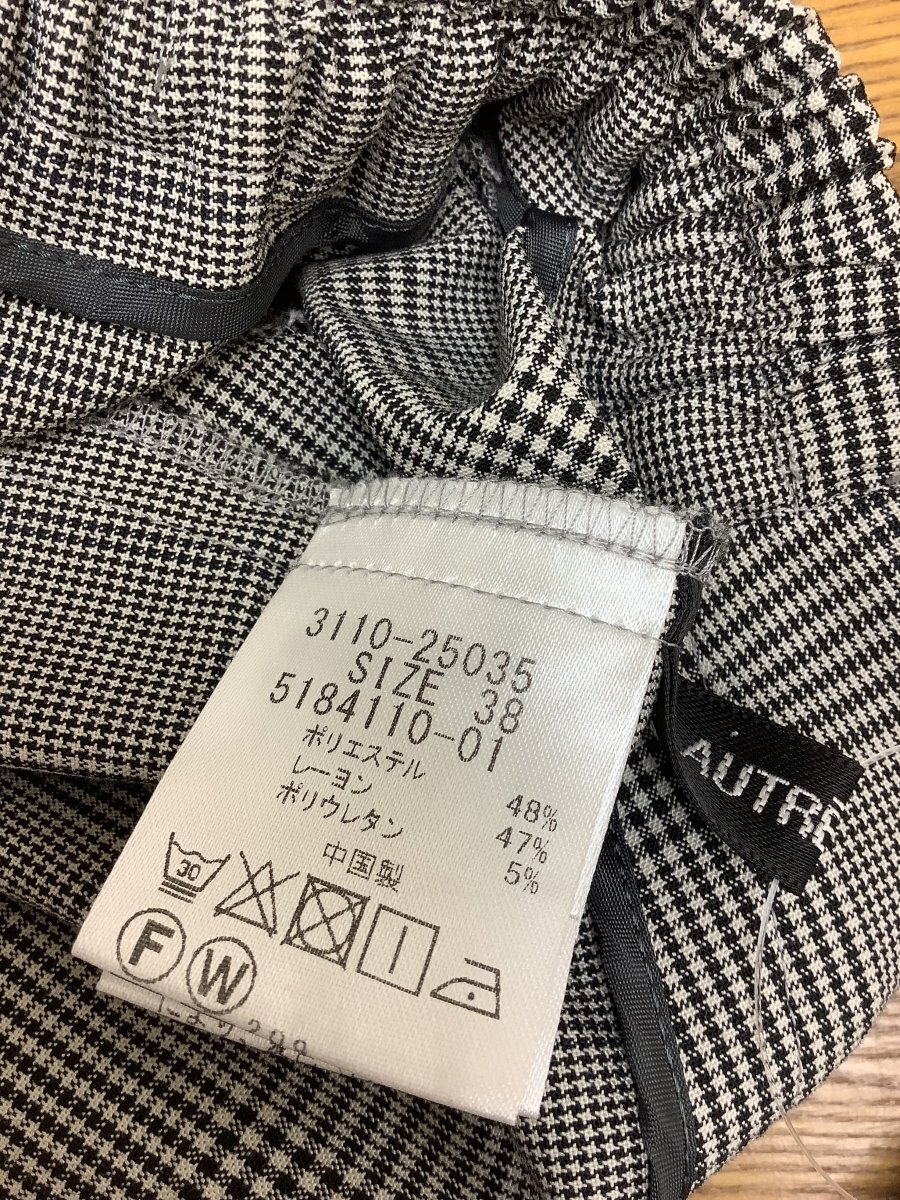 3110-25035
SIZE 38
5184110-01
ポリエステル 48%
レーヨン 47%
ポリウレタン 5%
中国製
30
F W
AUTRE